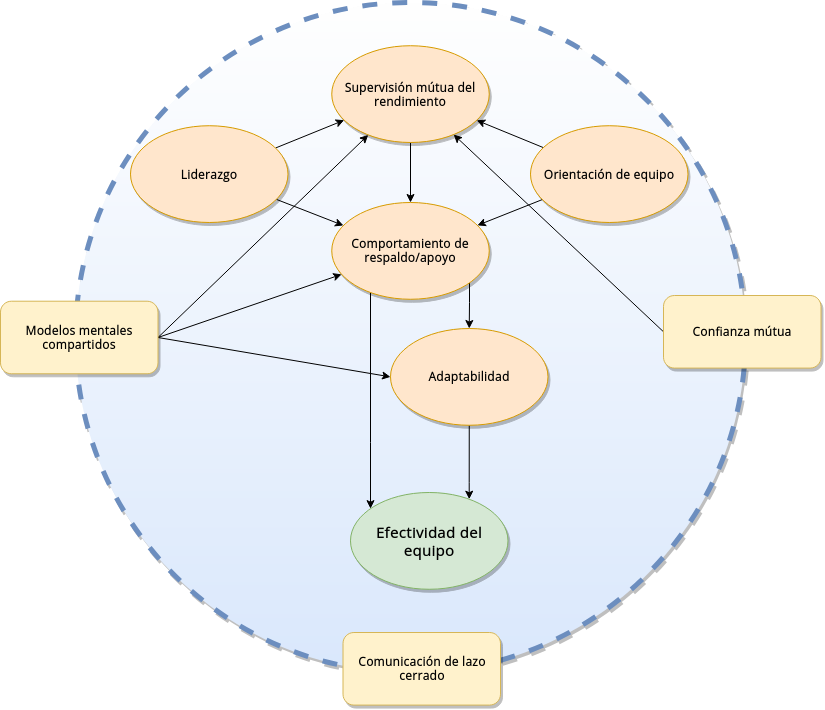 Supervisión mútua del
rendimiento
Liderazgo
Orientación de equipo
Comportamiento de
respaldo/apoyo
Modelos mentales
compartidos
Confianza mútua
Adaptabilidad
Efectividad del
equipo
Comunicación de lazo
cerrado